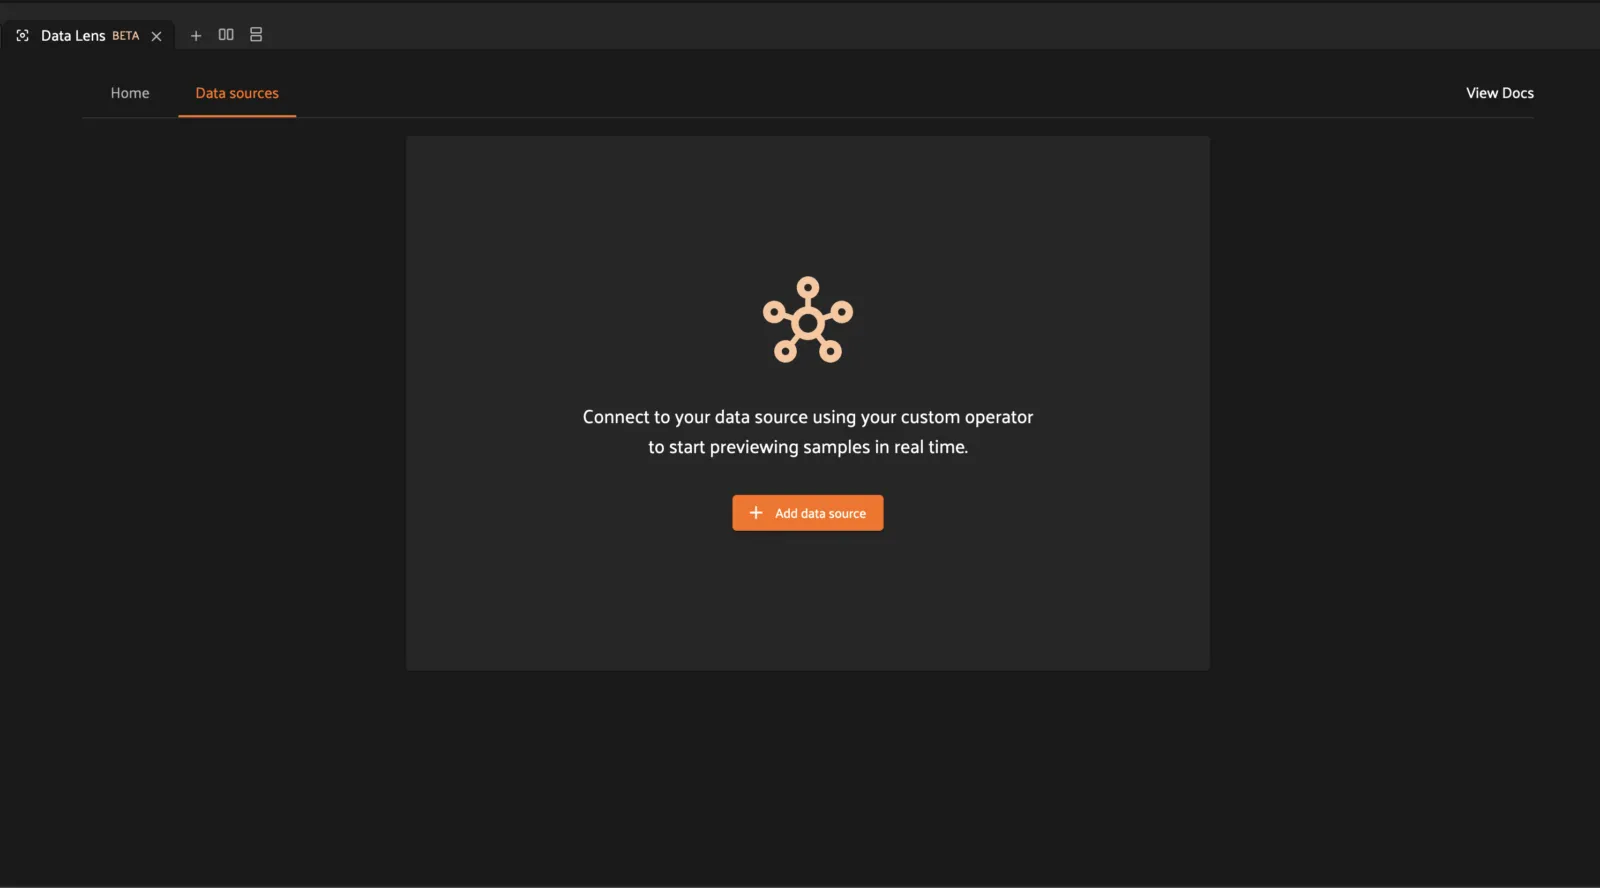 Data Lens BETA
Home
Data sources
View Docs
Connect to your data source using your custom operator
to start previewing samples in real time.
Add data source